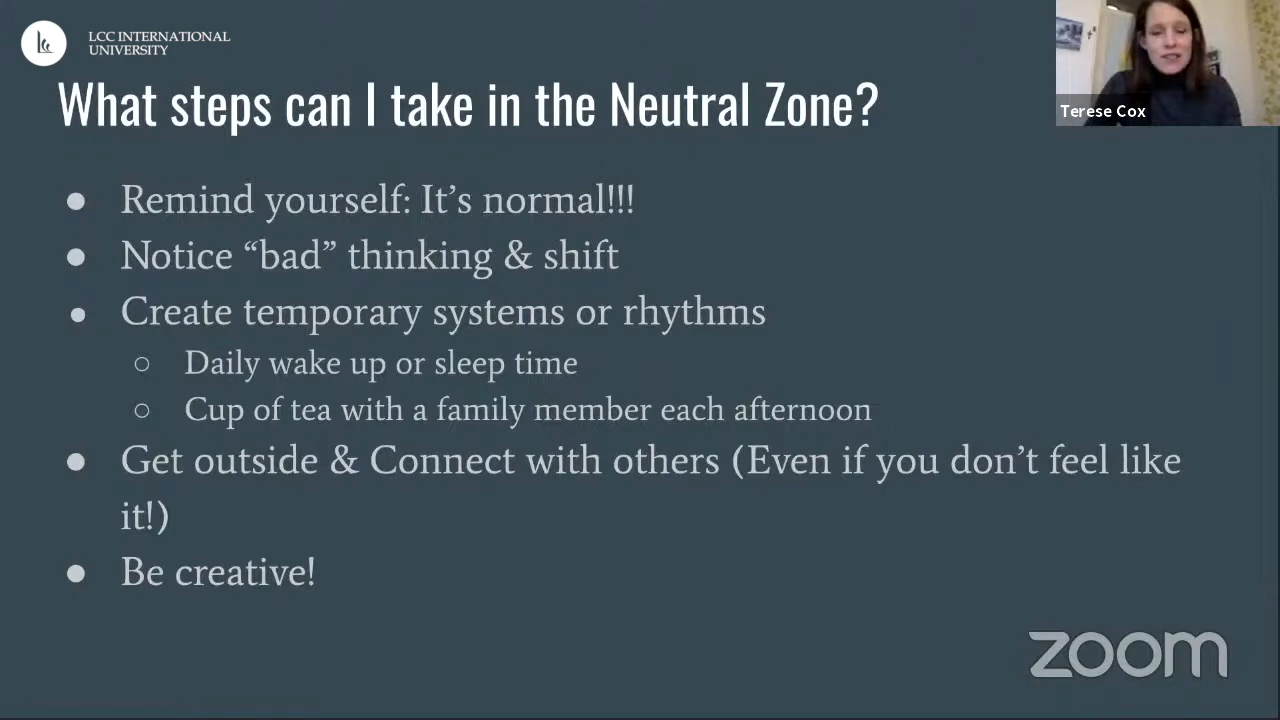 LCC INTERNATIONAL
UNIVERSITY
What steps can I take in the Neutral Zone?
Terese Cox
● Remind yourself: It’s normal!!!
● Notice “bad” thinking & shift
● Create temporary systems or rhythms
○ Daily wake up or sleep time
○ Cup of tea with a family member each afternoon
● Get outside & Connect with others (Even if you don’t feel like
it!)
● Be creative!
zoom